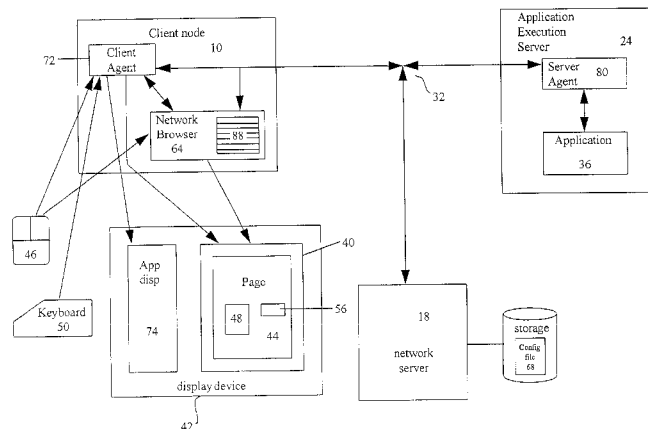 Client node
10
72
Client
Agent
Network
Browser
64
88
32
Application
Execution
Server
24
Server
Agent
80
Application
36
46
Keyboard
50
App
disp
74
40
Page
48
44
56
display device
42
18
network
server
storage
Config
file
68